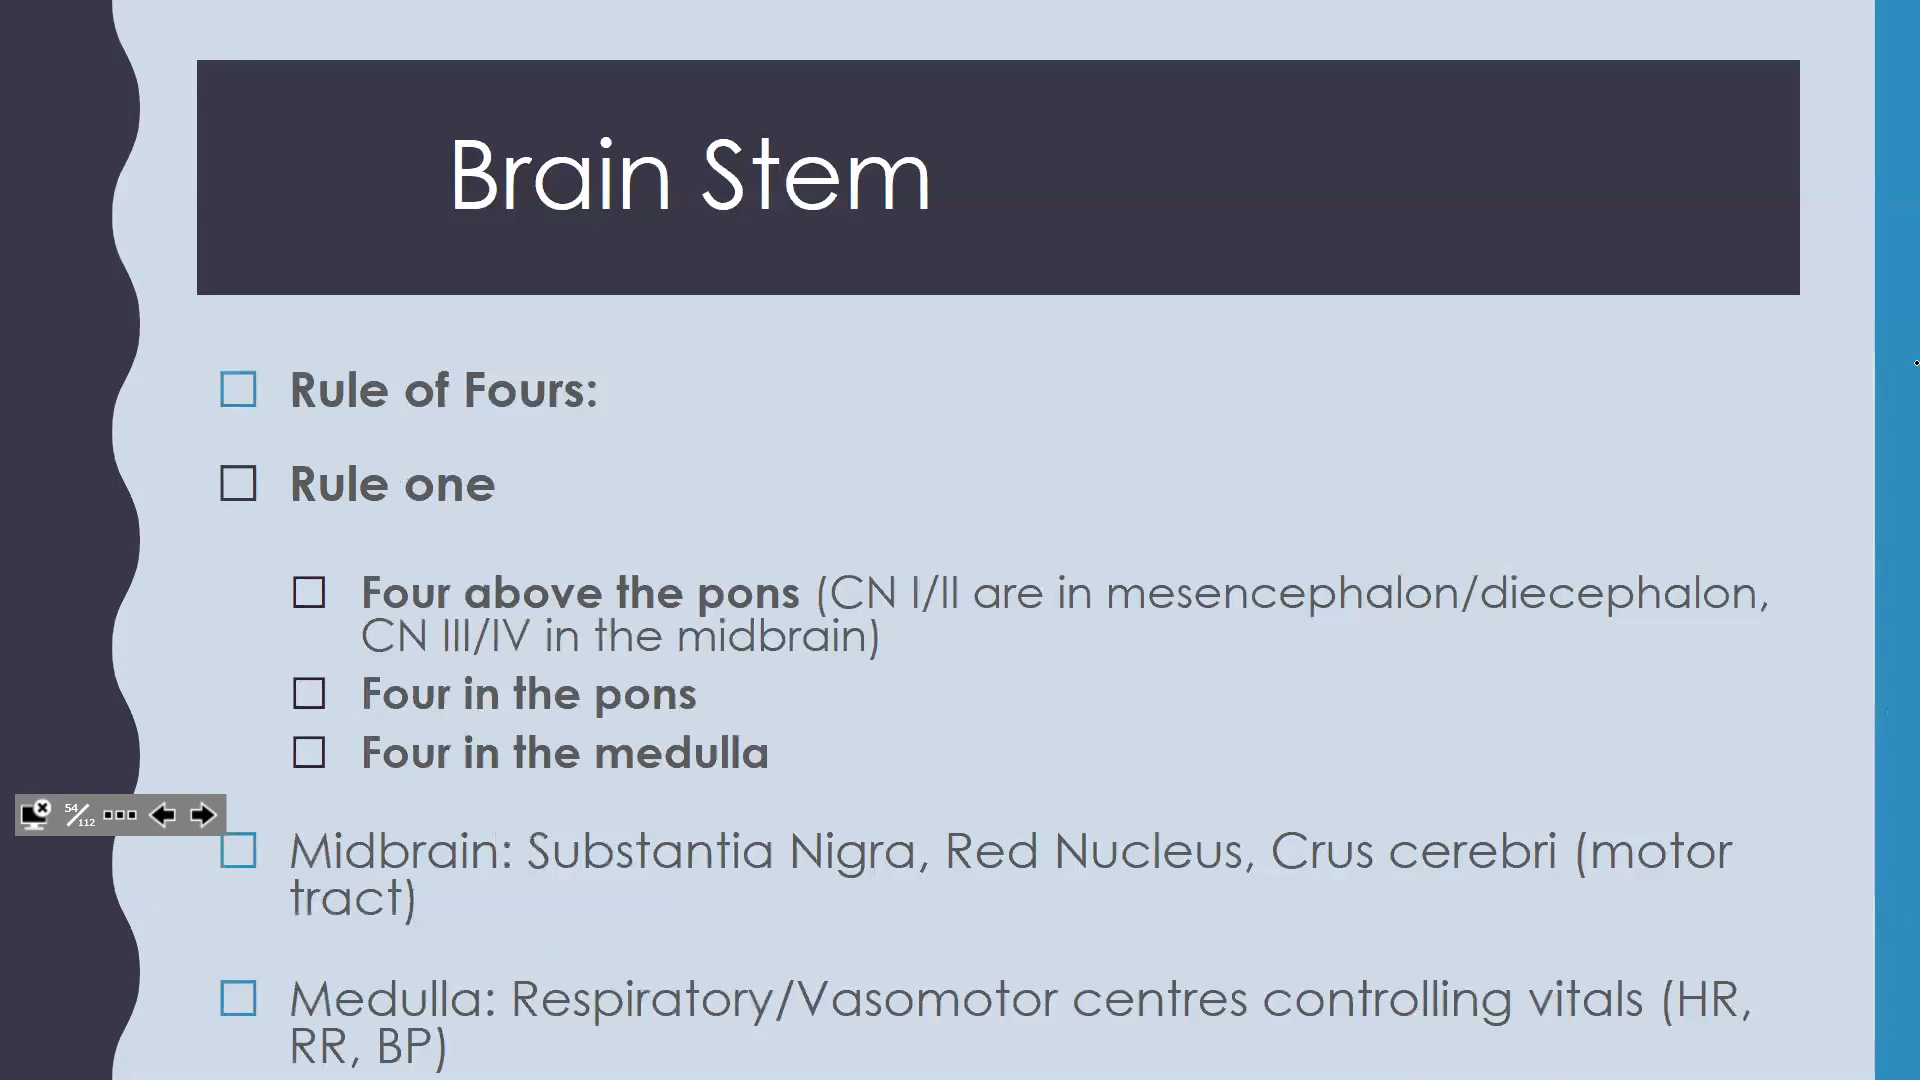 Brain Stem
Rule of Fours:
Rule one
Four above the pons (CN I/II are in mesencephalon/diecephalon,
CN III/IV in the midbrain)
Four in the pons
Four in the medulla
54/112
Midbrain: Substantia Nigra, Red Nucleus, Crus cerebri (motor
tract)
Medulla: Respiratory/Vasomotor centres controlling vitals (HR,
RR, BP)